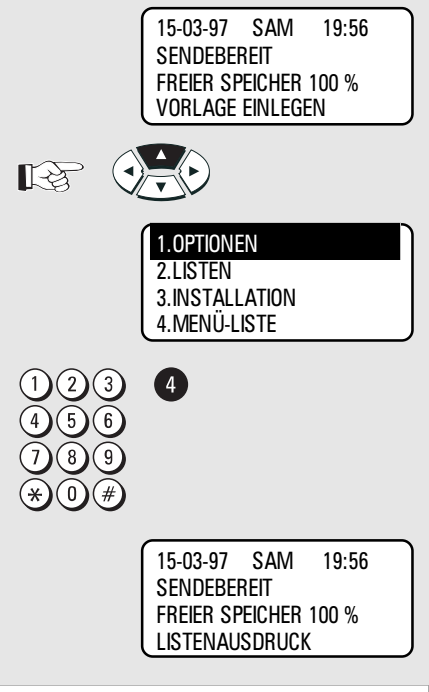 15-03-97 SAM 19:56
SENDEBEREIT
FREIER SPEICHER 100 %
VORLAGE EINLEGEN
1.OPTIONEN
2.LISTEN
3.INSTALLATION
4.MENÜ-LISTE
1 2 3 4
4 5 6
7 8 9
* 0 #
15-03-97 SAM 19:56
SENDEBEREIT
FREIER SPEICHER 100 %
LISTENAUSDRUCK